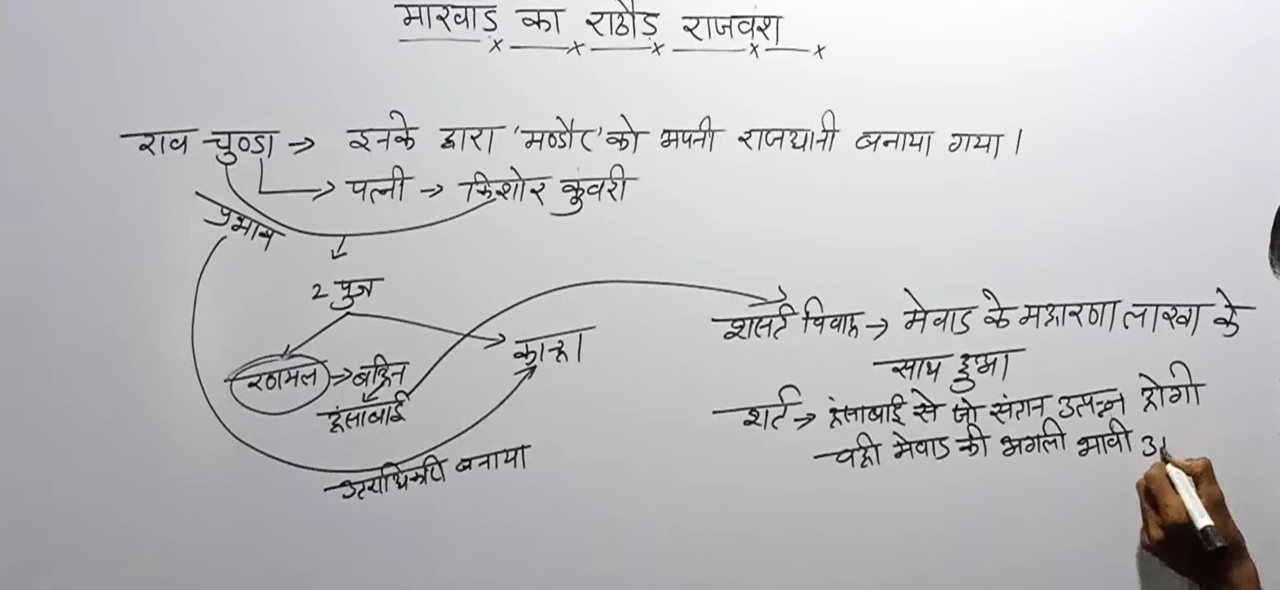 मारवाड़ का राठौड़ राजवंश
राव चुण्डा → इनके द्वारा 'मण्डौर' को अपनी राजधानी बनाया गया।
→ पत्नी → किशोर कुंवरी
प्रभाव
2 पुत्र
रणमल → बहिन
हंसाबाई
कान्हा
उत्तराधिकारी बनाया
शसर्त विवाह → मेवाड के महाराणा लाखा के
साथ हुआ
शर्त → हंसाबाई से जो संतान उत्पन्न होगी
वही मेवाड की अगली भावी